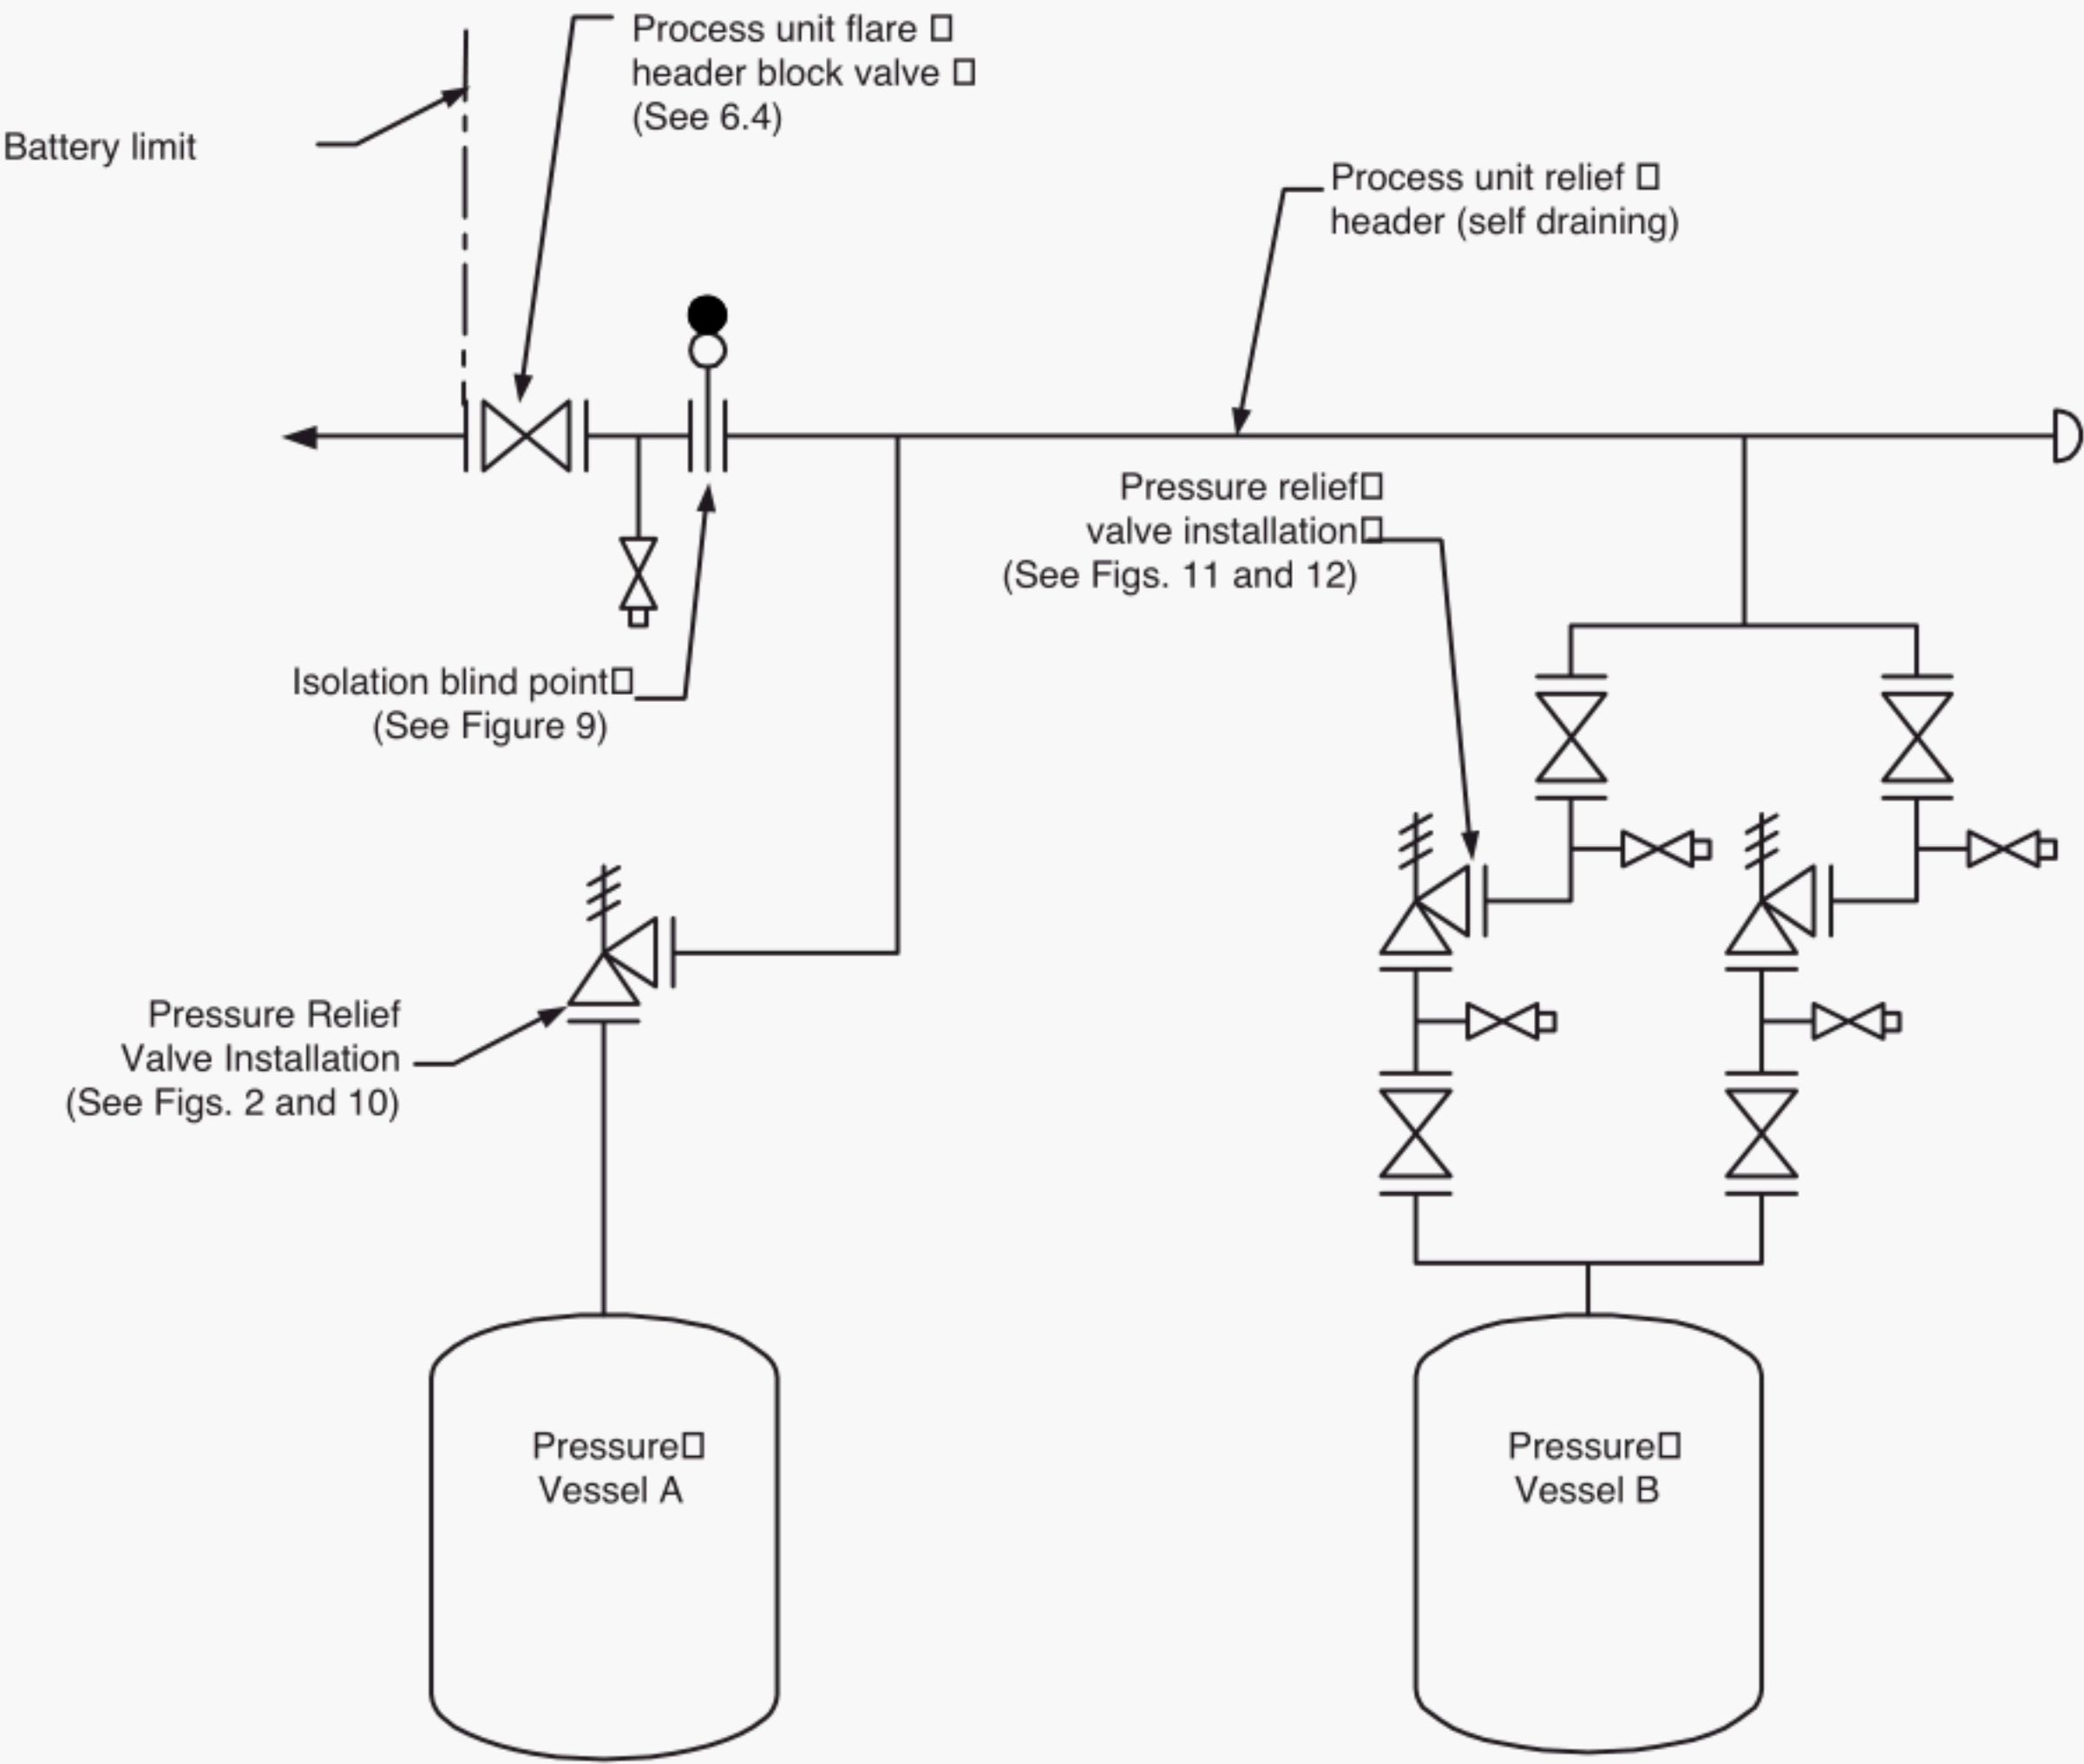 Process unit flare □
header block valve □
(See 6.4)
Battery limit
Process unit relief □
header (self draining)
Pressure relief□
valve installation□
(See Figs. 11 and 12)
Isolation blind point□
(See Figure 9)
Pressure Relief
Valve Installation
(See Figs. 2 and 10)
Pressure□
Vessel A
Pressure□
Vessel B